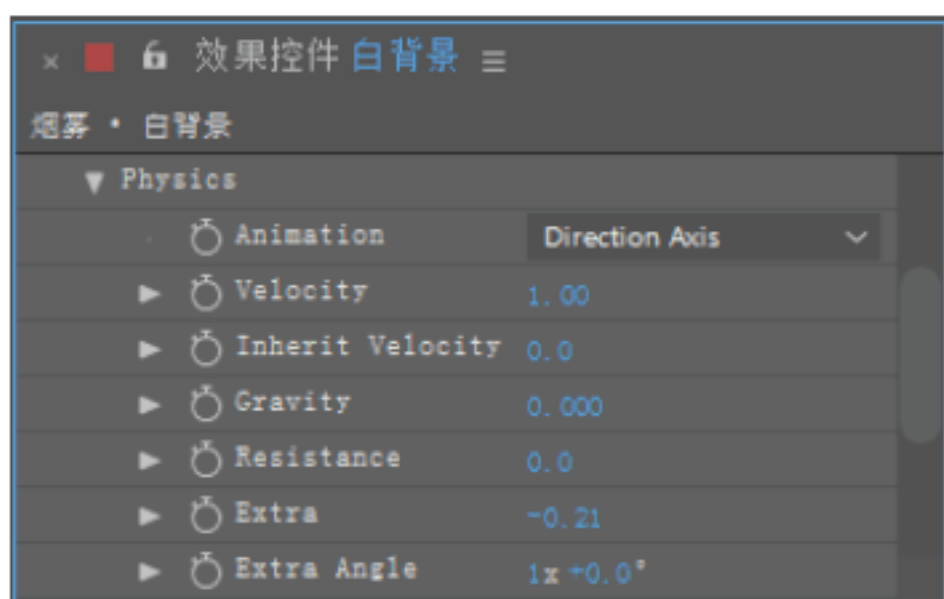 × 效果控件 白背景 ≡
烟雾 • 白背景
Physics
Animation Direction Axis
Velocity 1.00
Inherit Velocity 0.0
Gravity 0.000
Resistance 0.0
Extra -0.21
Extra Angle 1x+0.0°